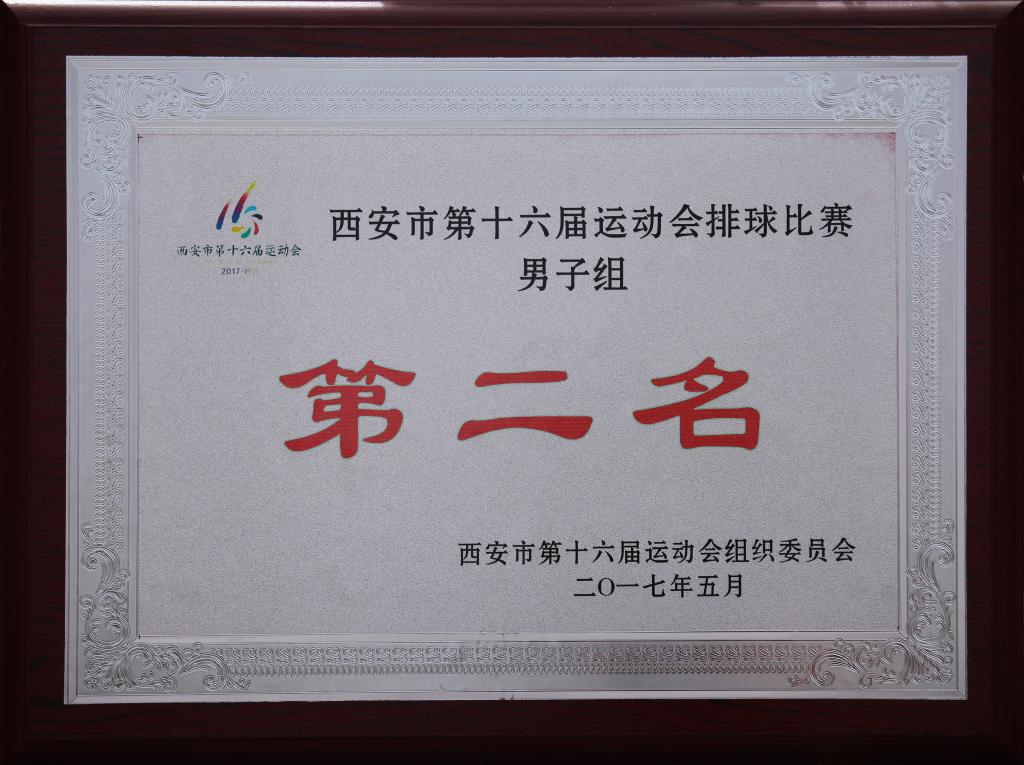 西安市第十六届运动会
2017·
西安市第十六届运动会排球比赛
男子组
第二名
西安市第十六届运动会组织委员会
二〇一七年五月